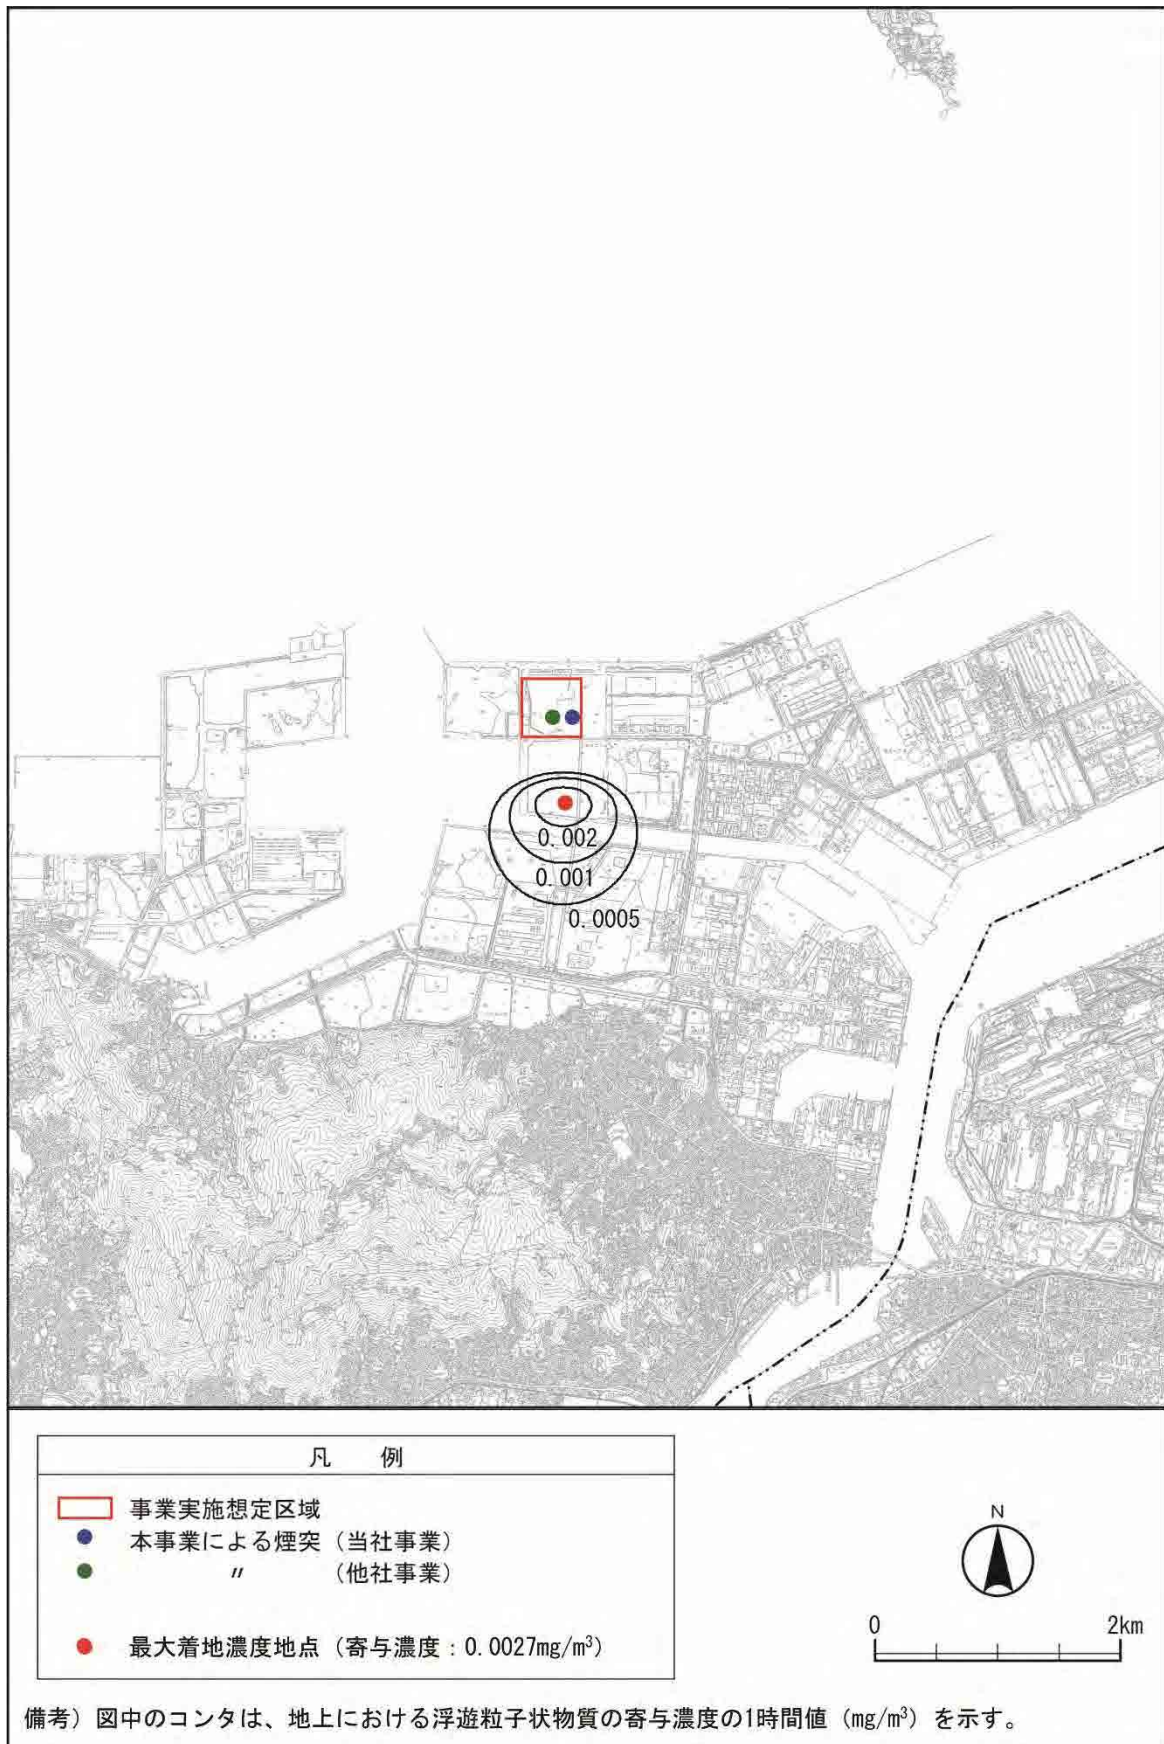 0.002
0.001
0.0005
凡 例
事業実施想定区域
本事業による煙突（当社事業）
〃 （他社事業）
最大着地濃度地点（寄与濃度：0.0027mg/m³）
N
0 2km
備考）図中のコンタは、地上における浮遊粒子状物質の寄与濃度の1時間値（mg/m³）を示す。